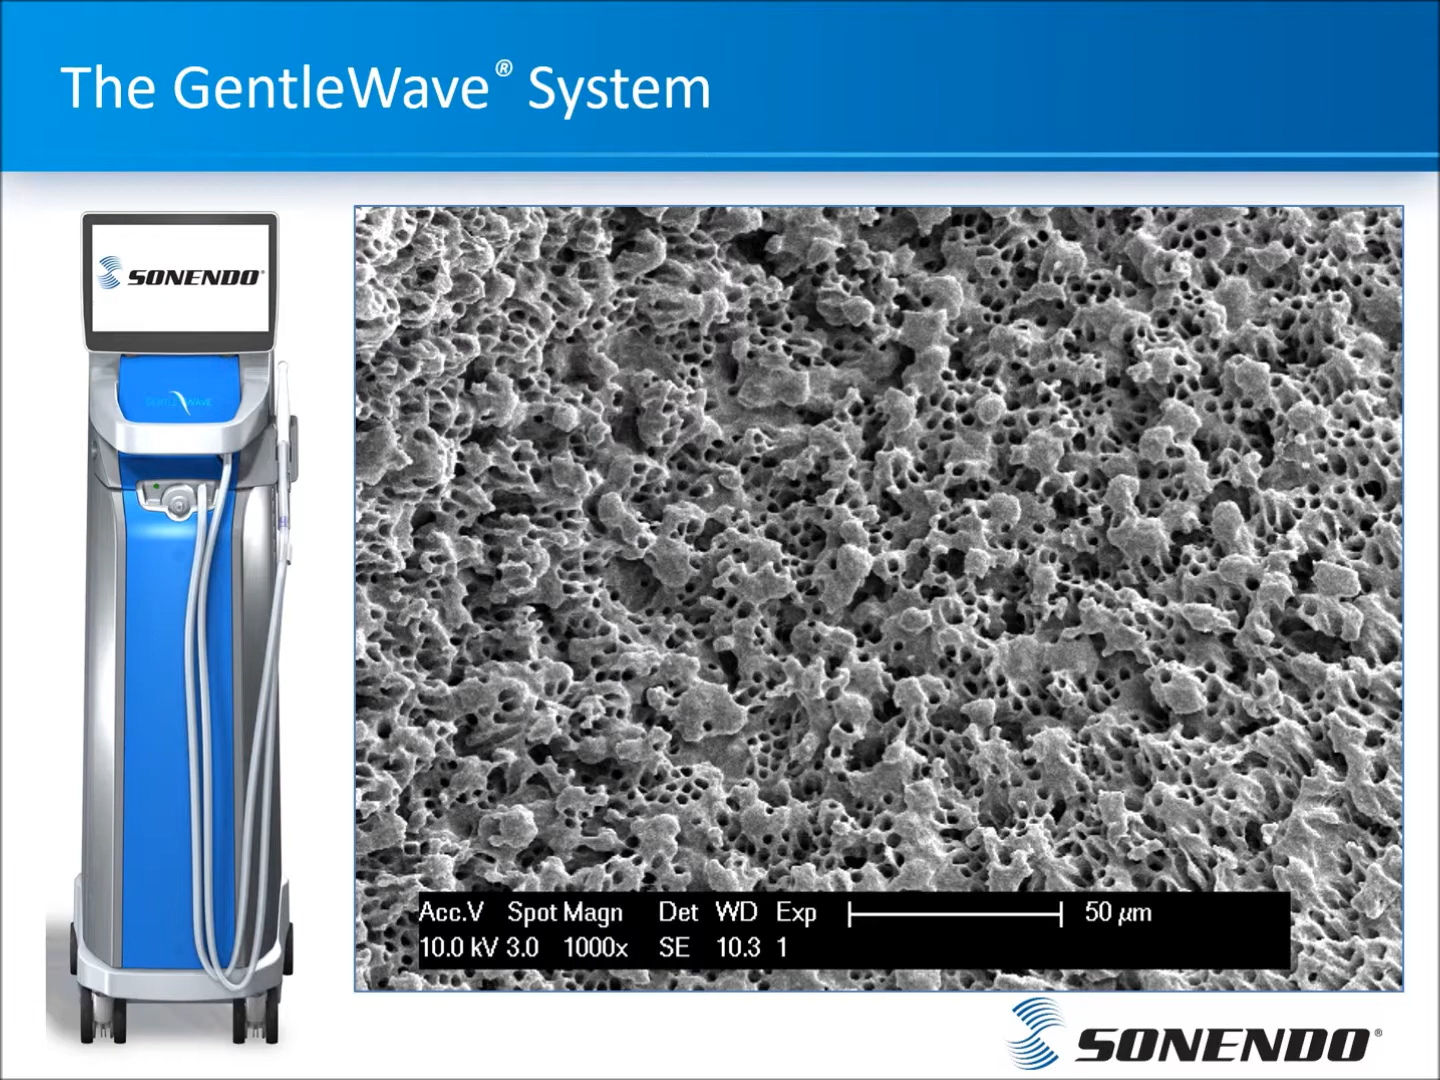 The GentleWave® System
SONENDO®
GENTLEWAVE
Acc.V Spot Magn Det WD Exp 50 µm
10.0 kV 3.0 1000x SE 10.3 1
SONENDO®